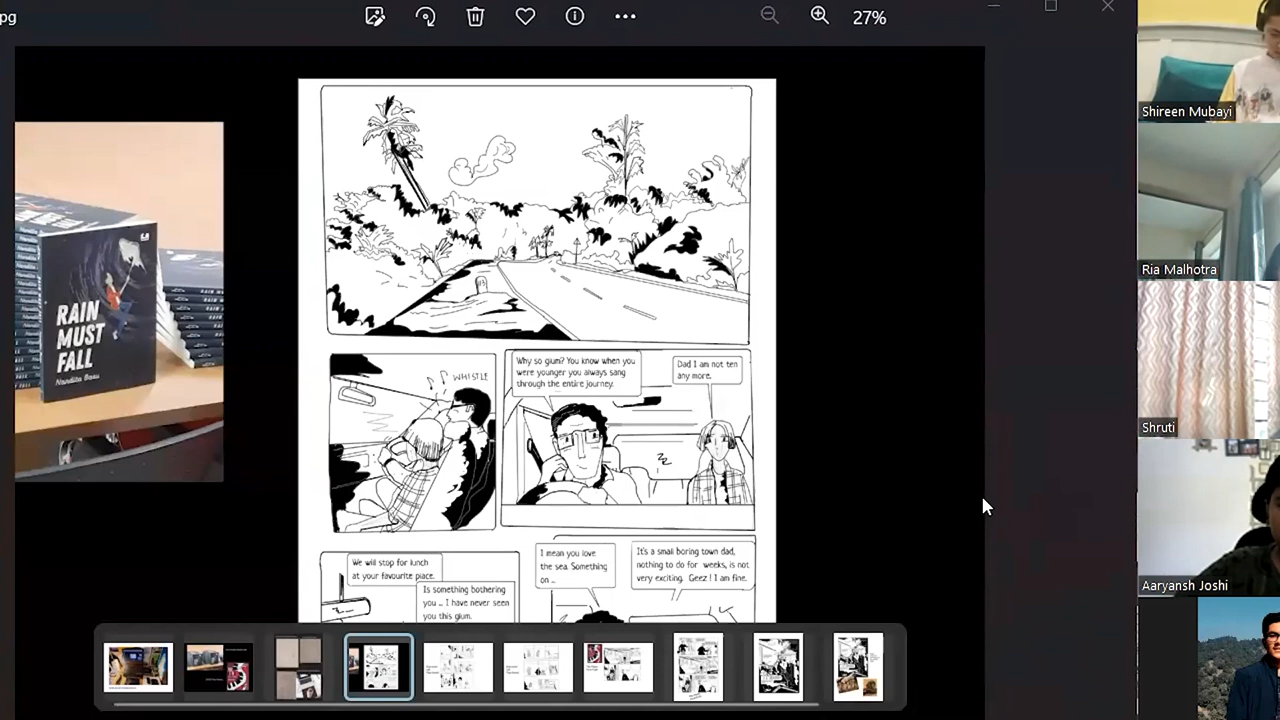 pg
27%
RAIN
MUST
FALL
Nandita Basu
WHISTLE
Why so glum? You know when you
were younger you always sang
through the entire journey.
Dad I am not ten
any more.
We will stop for lunch
at your favourite place.
Is something bothering
you .. I have never seen
you this glum.
I mean you love
the sea. Something
on ..
It's a small boring town dad,
nothing to do for weeks, is not
very exciting. Geez ! I am fine.
Shireen Mubayi
Ria Malhotra
Shruti
Aaryansh Joshi